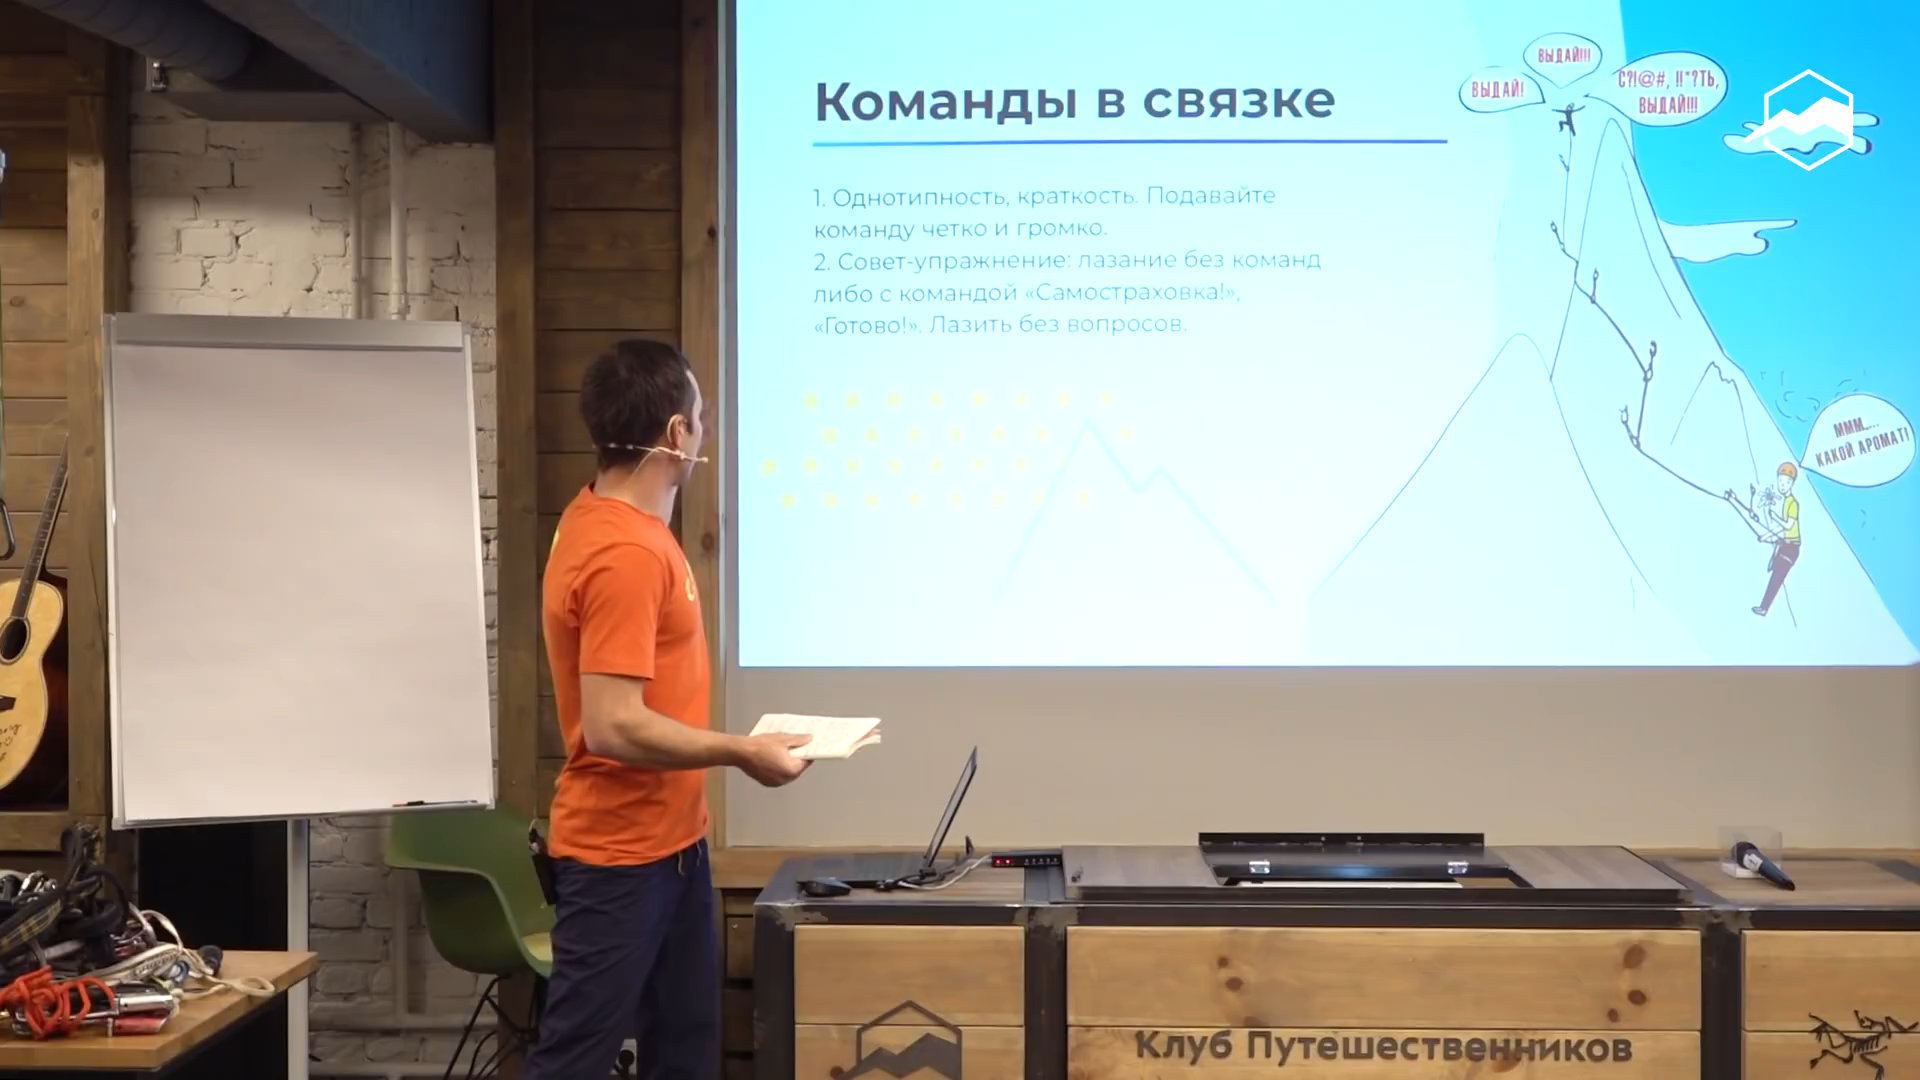 Команды в связке
1. Однотипность, краткость. Подавайте
команду четко и громко.
2. Совет-упражнение: лазание без команд
либо с командой «Самостраховка!»,
«Готово!». Лазить без вопросов.
ВЫДАЙ!
ВЫДАЙ!!!
С?!@#, !!*?ТЬ,
ВЫДАЙ!!!
МММ....
КАКОЙ АРОМАТ!
Клуб Путешественников